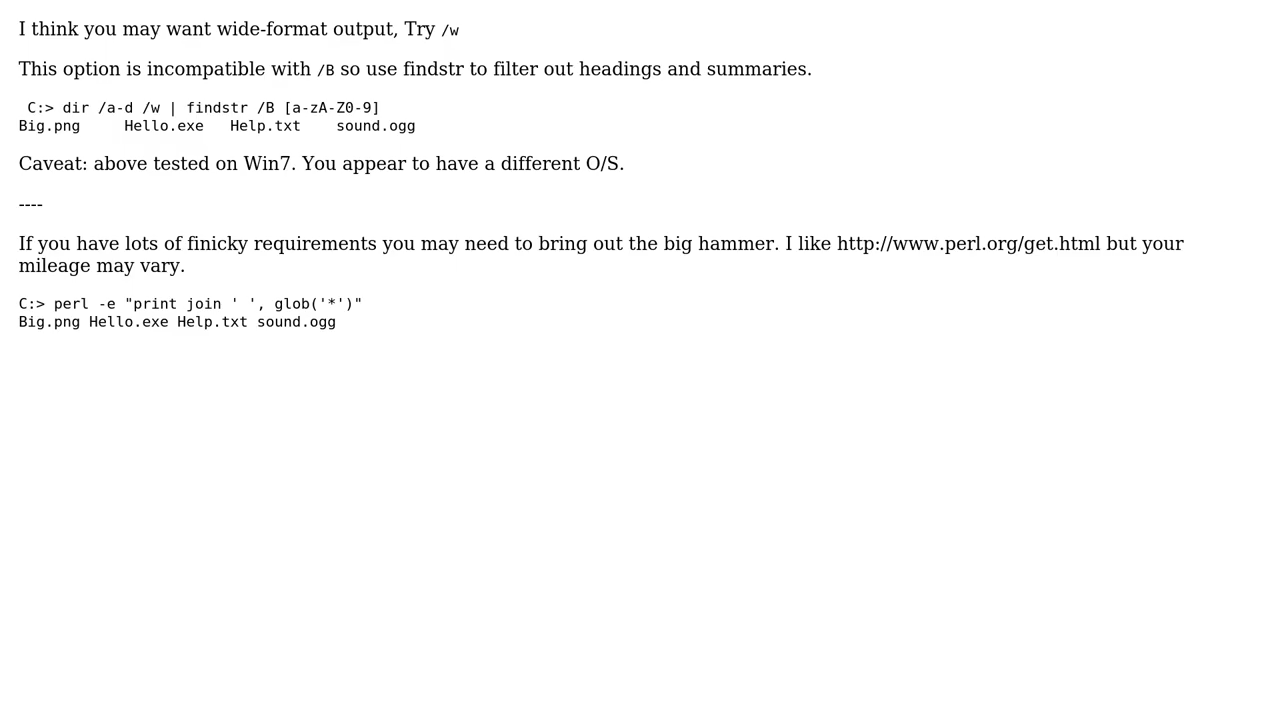 I think you may want wide-format output, Try /w
This option is incompatible with /B so use findstr to filter out headings and summaries.
C:> dir /a-d /w | findstr /B [a-zA-Z0-9]
Big.png     Hello.exe   Help.txt    sound.ogg
Caveat: above tested on Win7. You appear to have a different O/S.
----
If you have lots of finicky requirements you may need to bring out the big hammer. I like http://www.perl.org/get.html but your
mileage may vary.
C:> perl -e "print join ' ', glob('*')"
Big.png Hello.exe Help.txt sound.ogg